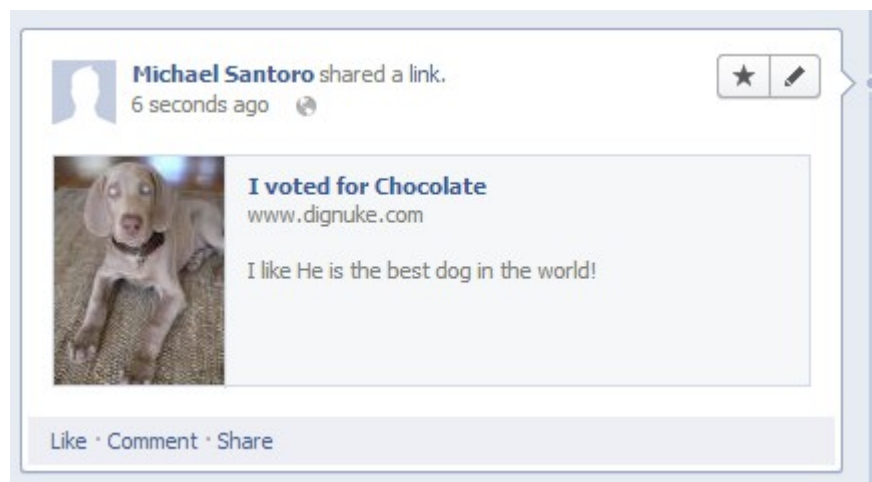 Michael Santoro shared a link.
6 seconds ago
I voted for Chocolate
www.dignuke.com
I like He is the best dog in the world!
Like · Comment · Share